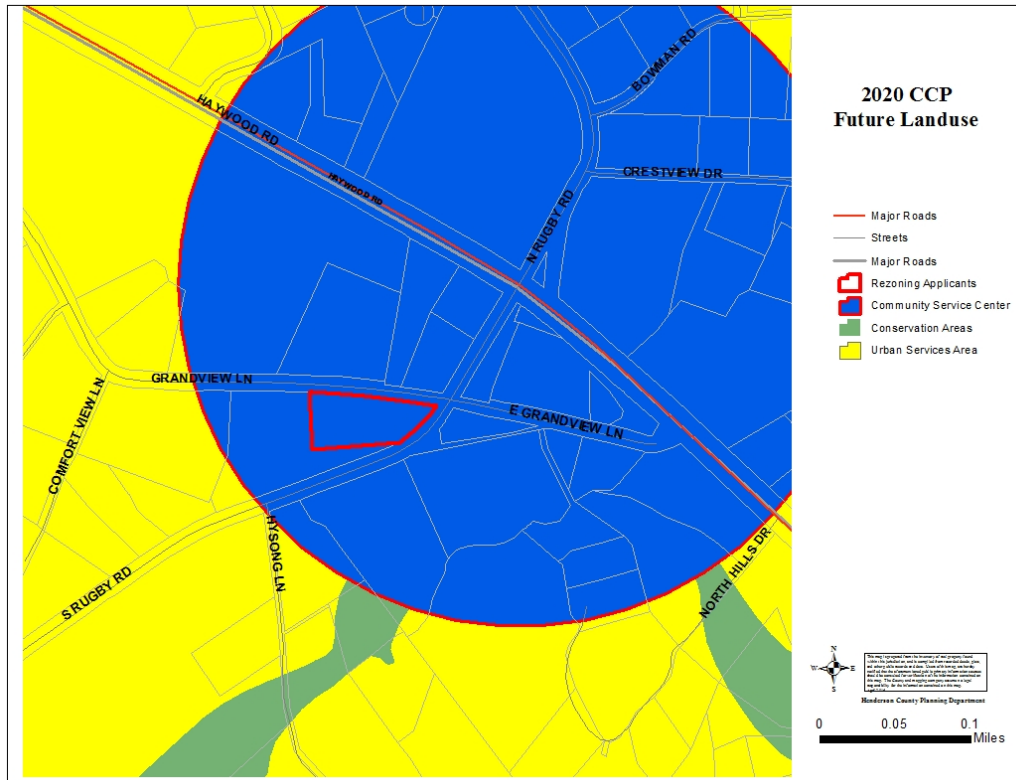 2020 CCP
Future Landuse
Major Roads
Streets
Major Roads
Rezoning Applicants
Community Service Center
Conservation Areas
Urban Services Area
HAYWOOD RD
HAYWOOD RD
BOWMAN RD
CRESTVIEW DR
N RUGBY RD
GRANDVIEW LN
E GRANDVIEW LN
COMFORT VIEW LN
HYSONG LN
S RUGBY RD
NORTH HILLS DR
N
W E
S
Henderson County Planning Department
0 0.05 0.1
Miles